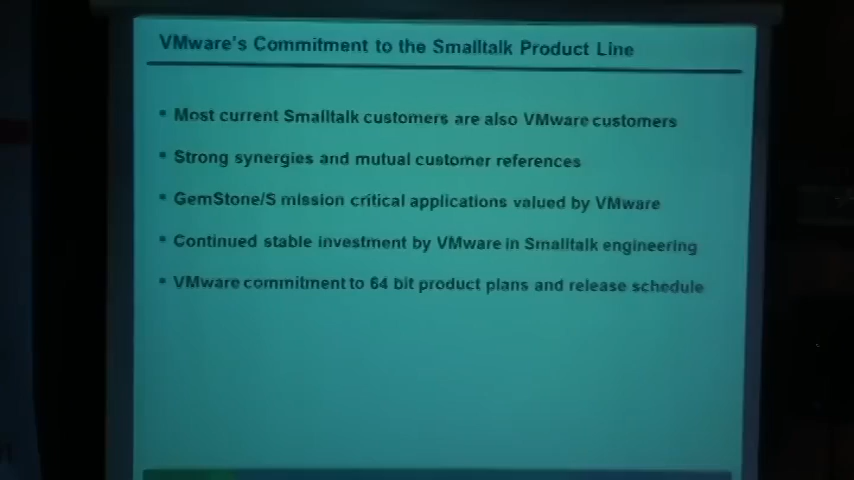 VMware's Commitment to the Smalltalk Product Line
▪ Most current Smalltalk customers are also VMware customers
▪ Strong synergies and mutual customer references
▪ GemStone/S mission critical applications valued by VMware
▪ Continued stable investment by VMware in Smalltalk engineering
▪ VMware commitment to 64 bit product plans and release schedule